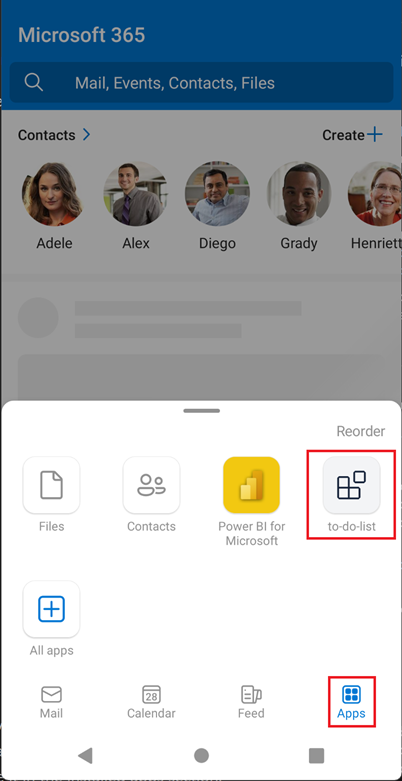 Microsoft 365
Mail, Events, Contacts, Files
Contacts
Create
Adele
Alex
Diego
Grady
Henriett
Reorder
Files
Contacts
Power BI for
Microsoft
to-do-list
All apps
28
Mail
Calendar
Feed
Apps